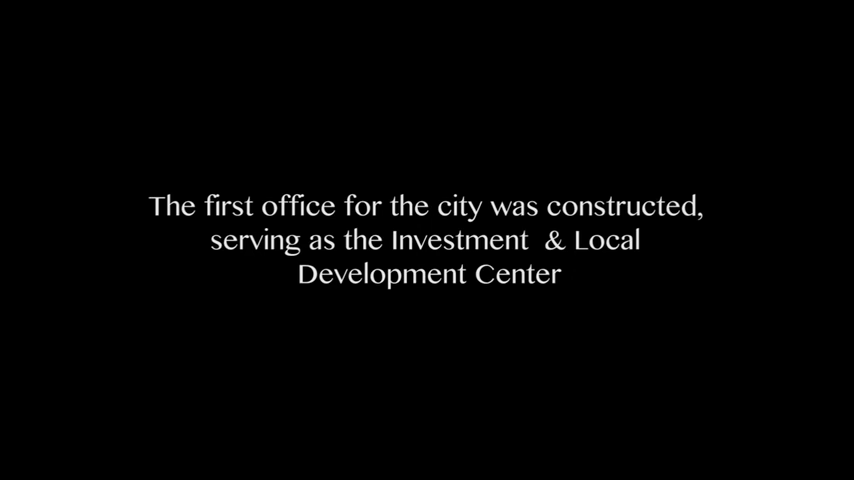 The first office for the city was constructed,
serving as the Investment  & Local
Development Center